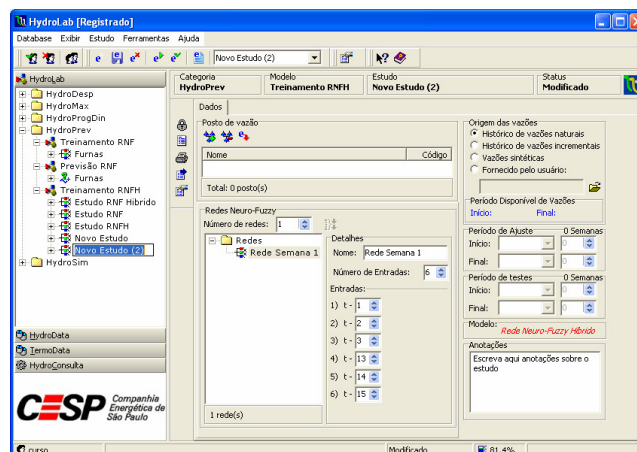 HydroLab [Registrado]
Database Exibir Estudo Ferramentas Ajuda
Novo Estudo (2)
HydroLab
HydroDesp
HydroMax
HydroProgDin
HydroPrev
Treinamento RNF
Furnas
Previsão RNF
Furnas
Treinamento RNFH
Estudo RNF Hibrido
Estudo RNF
Estudo RNFH
Novo Estudo
Novo Estudo (2)
HydroSim
HydroData
TermoData
HydroConsulta
CESP Companhia
Energética de
São Paulo
Categoria Modelo Estudo Status
HydroPrev Treinamento RNFH Novo Estudo (2) Modificado
Dados
Posto de vazão
Nome Código
Total: 0 posto(s)
Redes Neuro-Fuzzy
Número de redes: 1
Redes
Rede Semana 1
1 rede(s)
Detalhes
Nome: Rede Semana 1
Número de Entradas: 6
Entradas:
1) t - 1
2) t - 2
3) t - 3
4) t - 13
5) t - 14
6) t - 15
Origem das vazões
Histórico de vazões naturais
Histórico de vazões incrementais
Vazões sintéticas
Fornecido pelo usuário:
Período Disponível de Vazões
Início: Final:
Período de Ajuste 0 Semanas
Início: 0
Final: 0
Período de testes 0 Semanas
Início: 0
Final: 0
Modelo: Rede Neuro-Fuzzy Híbrido
Anotações
Escreva aqui anotações sobre o
estudo
curso Modificado 81.4%